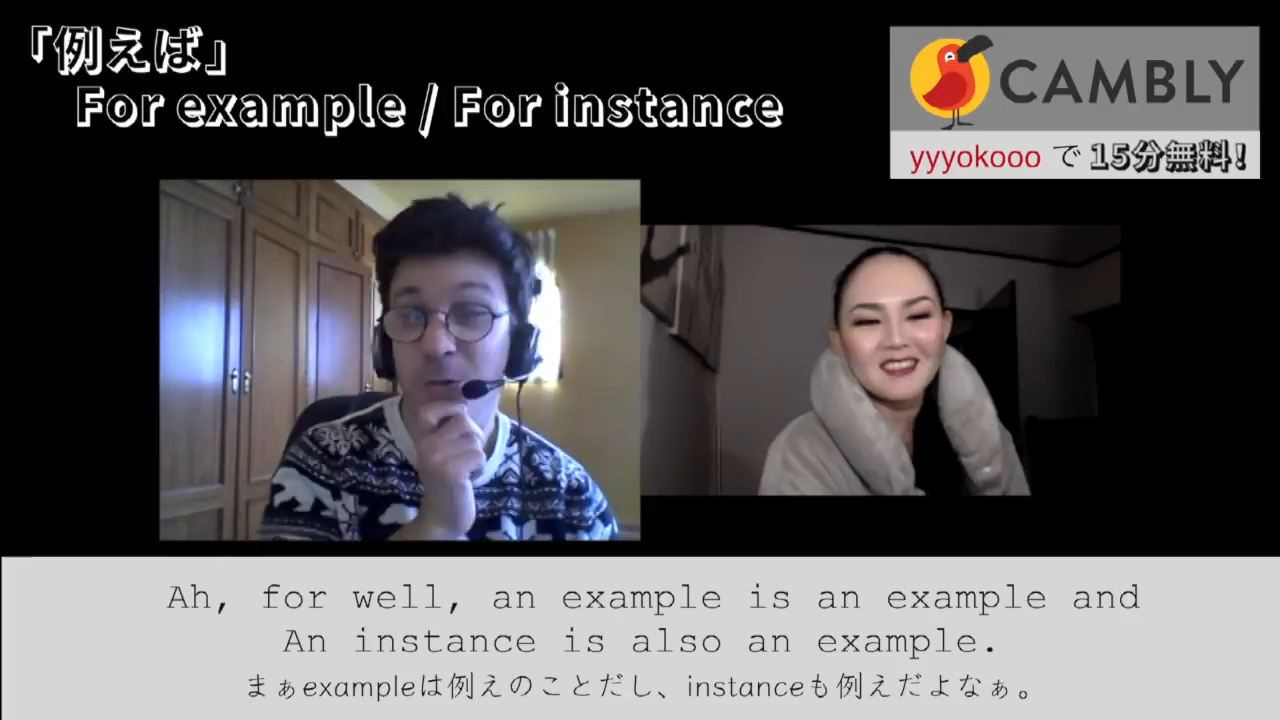 「例えば」
For example / For instance
CAMBLY
yyyokooo で 15分無料!
Ah, for well, an example is an example and
An instance is also an example.
まぁexampleは例えのことだし、instanceも例えだよなぁ。